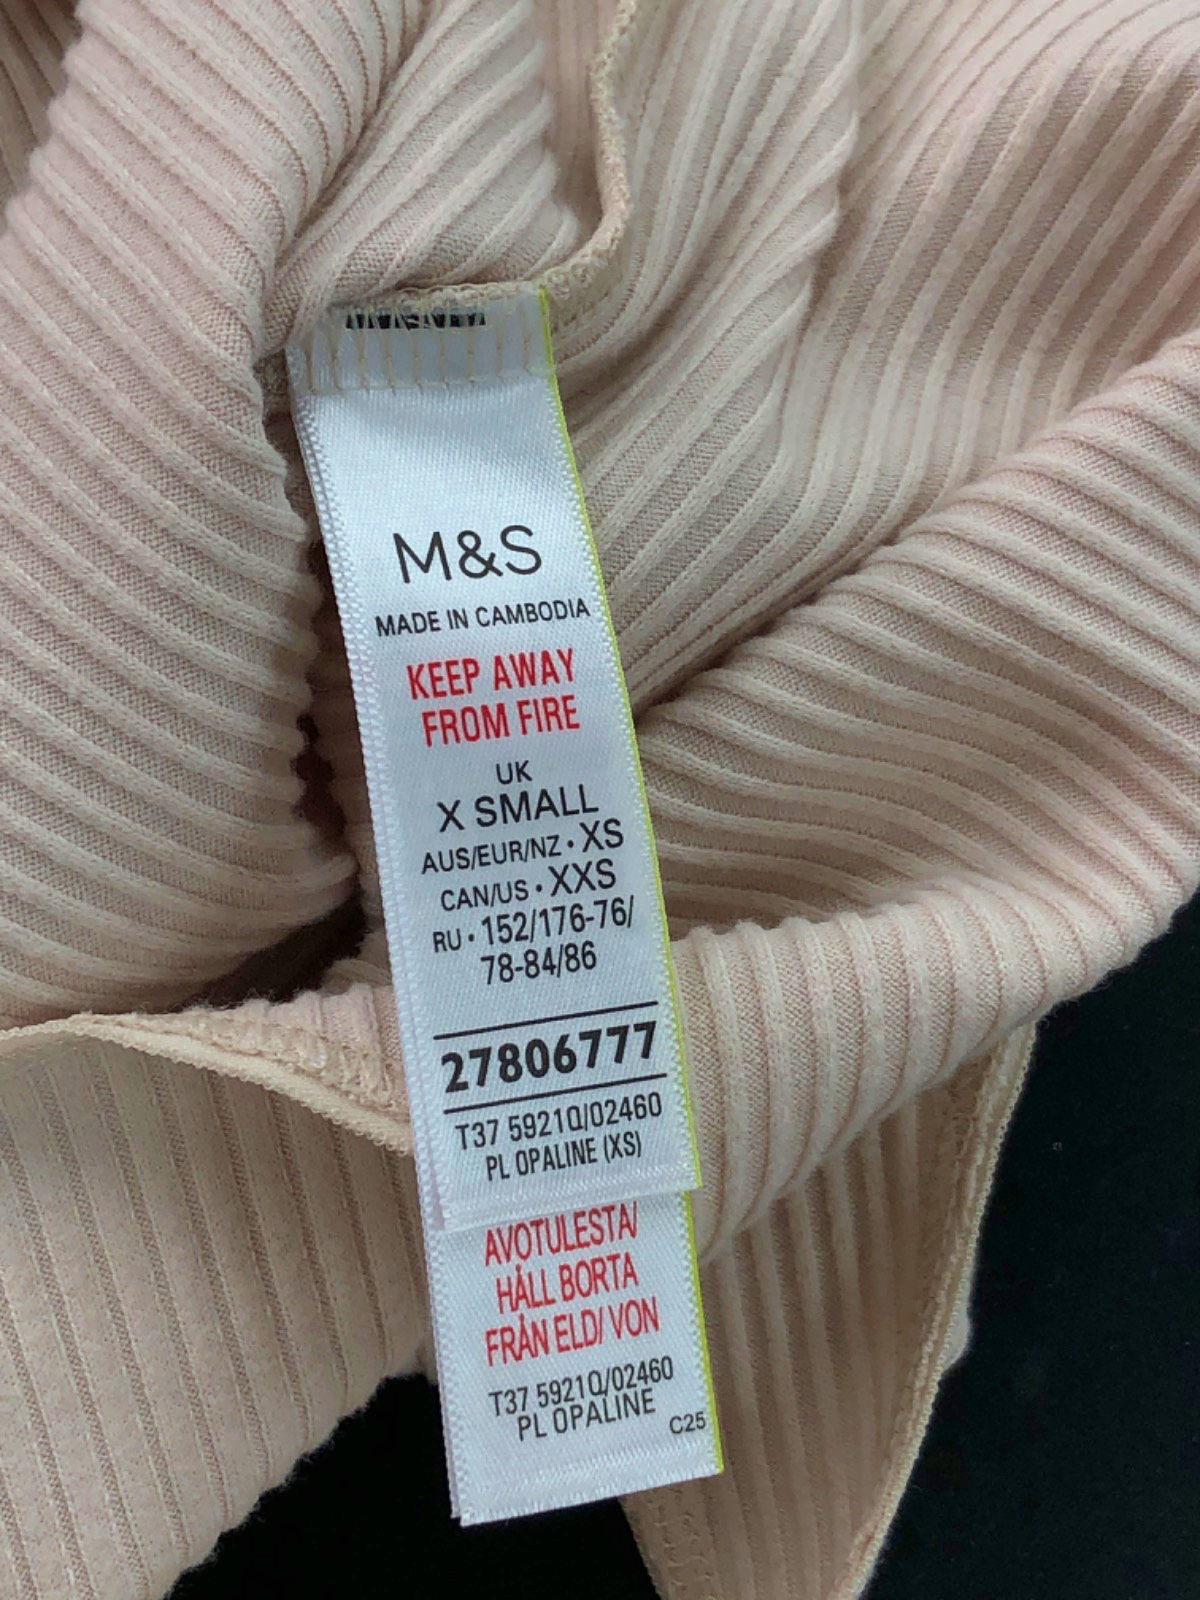 M&S
MADE IN CAMBODIA
KEEP AWAY
FROM FIRE
UK
X SMALL
AUS/EUR/NZ • XS
CAN/US • XXS
RU • 152/176-76/
78-84/86
27806777
T37 5921Q/02460
PL OPALINE (XS)
AVOTULESTA/
HÅLL BORTA
FRÅN ELD/ VON
T37 5921Q/02460
PL OPALINE
C25